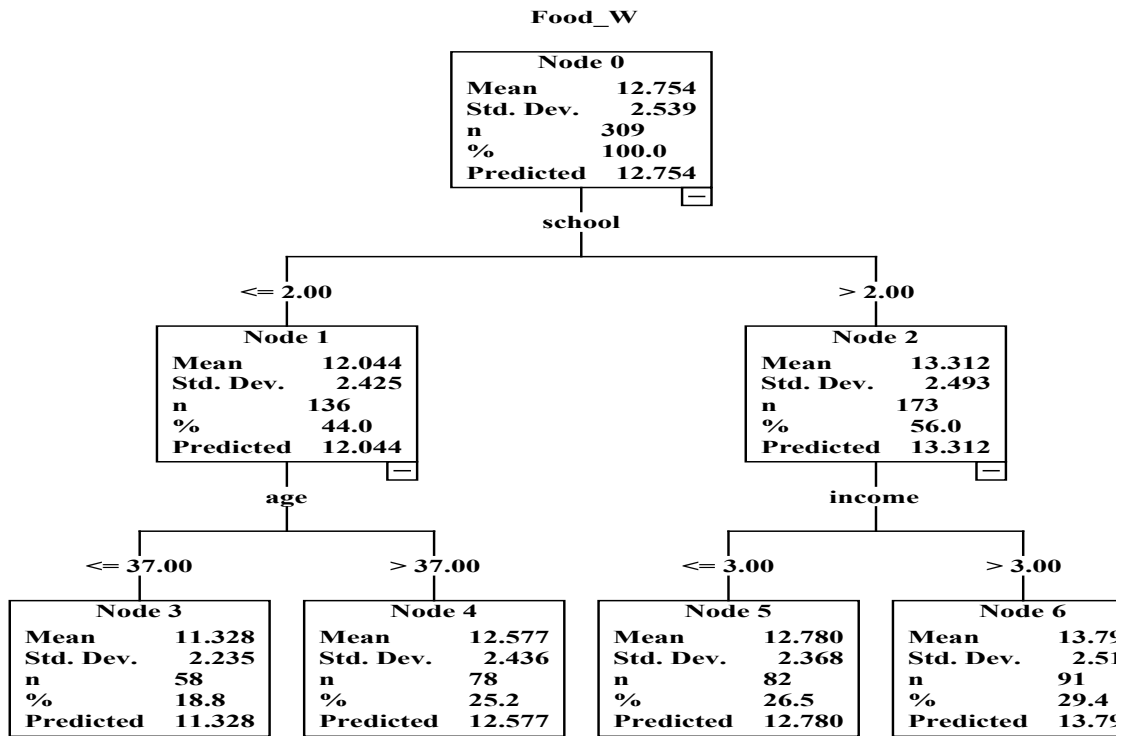 Food_W
Node 0
Mean 12.754
Std. Dev. 2.539
n 309
% 100.0
Predicted 12.754
school
<= 2.00
> 2.00
Node 1
Mean 12.044
Std. Dev. 2.425
n 136
% 44.0
Predicted 12.044
Node 2
Mean 13.312
Std. Dev. 2.493
n 173
% 56.0
Predicted 13.312
age
income
<= 37.00
> 37.00
<= 3.00
> 3.00
Node 3
Mean 11.328
Std. Dev. 2.235
n 58
% 18.8
Predicted 11.328
Node 4
Mean 12.577
Std. Dev. 2.436
n 78
% 25.2
Predicted 12.577
Node 5
Mean 12.780
Std. Dev. 2.368
n 82
% 26.5
Predicted 12.780
Node 6
Mean 13.79
Std. Dev. 2.51
n 91
% 29.4
Predicted 13.79